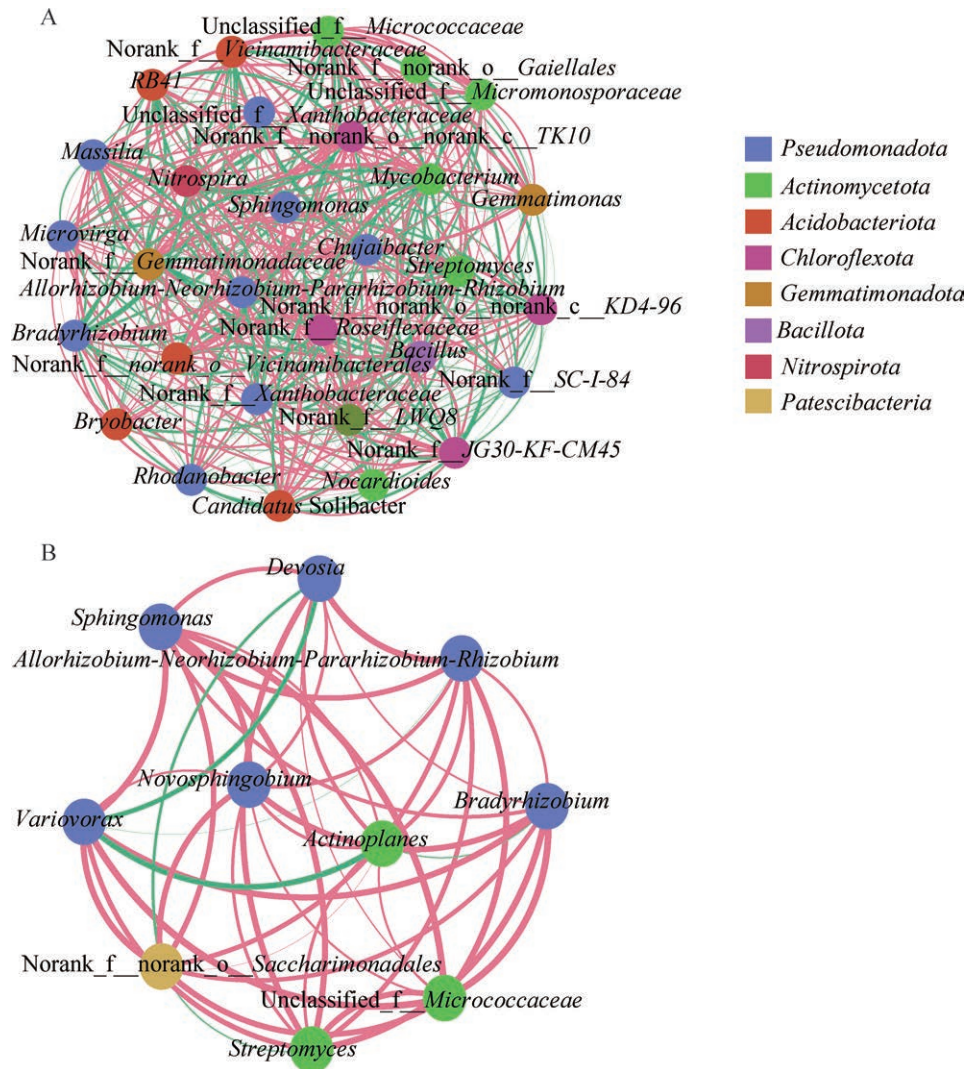 A
Unclassified_f__Micrococcaceae
Norank_f__Vicinamibacteraceae
Norank_f__norank_o__Gaiellales
RB41
Unclassified_f__Micromonosporaceae
Unclassified_f__Xanthobacteraceae
Norank_f__norank_o__norank_c__TK10
Massilia
Nitrospira
Mycobacterium
Gemmatimonas
Sphingomonas
Microvirga
Chujaibacter
Norank_f__Gemmatimonadaceae
Streptomyces
Allorhizobium-Neorhizobium-Pararhizobium-Rhizobium
Norank_f__norank_o__norank_c__KD4-96
Bradyrhizobium
Norank_f__Roseiflexaceae
Bacillus
Norank_f__norank_o__Vicinamibacterales
Norank_f__SC-I-84
Norank_f__Xanthobacteraceae
Bryobacter
Norank_f__LWQ8
Norank_f__JG30-KF-CM45
Rhodanobacter
Nocardioides
Candidatus Solibacter
Pseudomonadota
Actinomycetota
Acidobacteriota
Chloroflexota
Gemmatimonadota
Bacillota
Nitrospirota
Patescibacteria
B
Devosia
Sphingomonas
Allorhizobium-Neorhizobium-Pararhizobium-Rhizobium
Novosphingobium
Bradyrhizobium
Variovorax
Actinoplanes
Norank_f__norank_o__Saccharimonadales
Unclassified_f__Micrococcaceae
Streptomyces